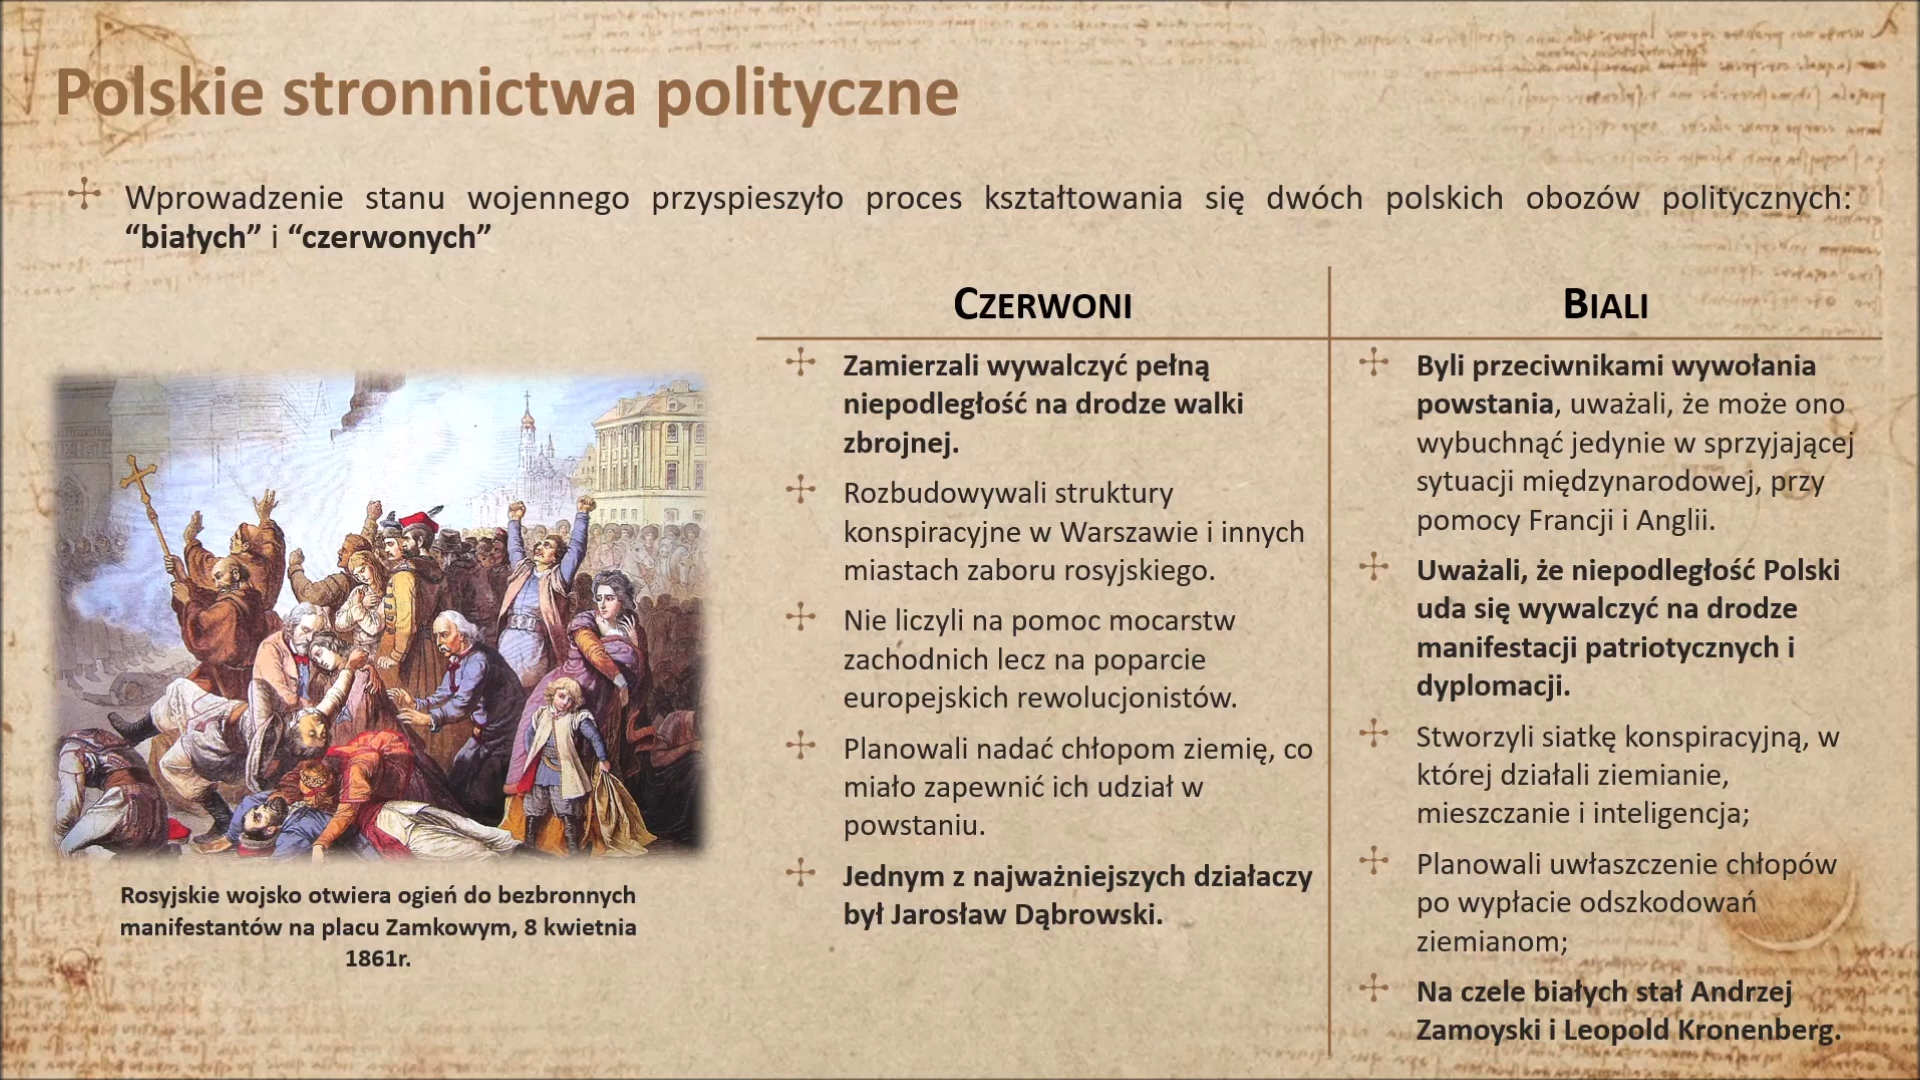 Polskie stronnictwa polityczne
Wprowadzenie stanu wojennego przyspieszyło proces kształtowania się dwóch polskich obozów politycznych:
“białych” i “czerwonych”
Czerwoni
Zamierzali wywalczyć pełną
niepodległość na drodze walki
zbrojnej.
Rozbudowywali struktury
konspiracyjne w Warszawie i innych
miastach zaboru rosyjskiego.
Nie liczyli na pomoc mocarstw
zachodnich lecz na poparcie
europejskich rewolucjonistów.
Planowali nadać chłopom ziemię, co
miało zapewnić ich udział w
powstaniu.
Jednym z najważniejszych działaczy
był Jarosław Dąbrowski.
Biali
Byli przeciwnikami wywołania
powstania, uważali, że może ono
wybuchnąć jedynie w sprzyjającej
sytuacji międzynarodowej, przy
pomocy Francji i Anglii.
Uważali, że niepodległość Polski
uda się wywalczyć na drodze
manifestacji patriotycznych i
dyplomacji.
Stworzyli siatkę konspiracyjną, w
której działali ziemianie,
mieszczanie i inteligencja;
Planowali uwłaszczenie chłopów
po wypłacie odszkodowań
ziemianom;
Na czele białych stał Andrzej
Zamoyski i Leopold Kronenberg.
Rosyjskie wojsko otwiera ogień do bezbronnych
manifestantów na placu Zamkowym, 8 kwietnia
1861r.